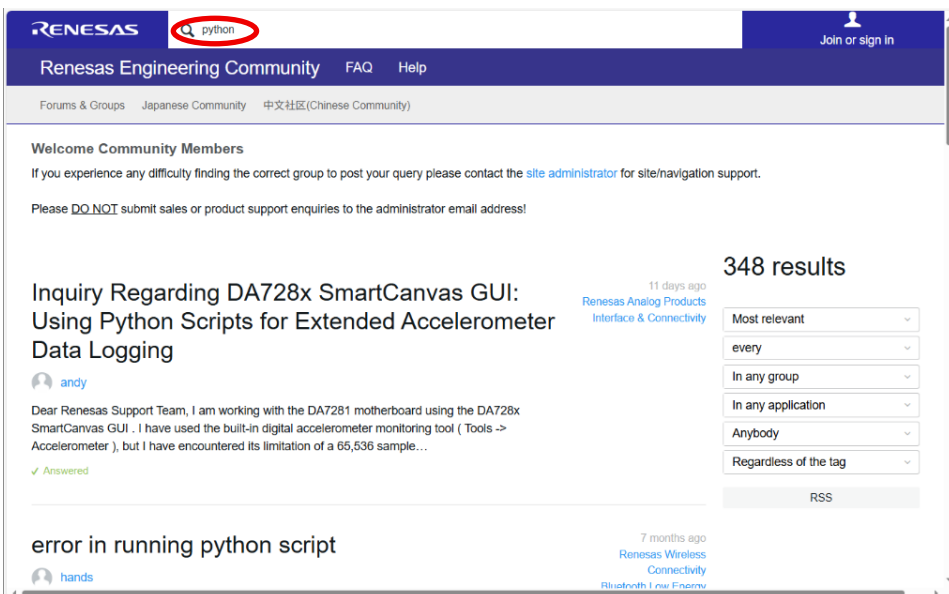 RENESAS
python
Join or sign in
Renesas Engineering Community FAQ Help
Forums & Groups Japanese Community 中文社区(Chinese Community)
Welcome Community Members
If you experience any difficulty finding the correct group to post your query please contact the site administrator for site/navigation support.
Please DO NOT submit sales or product support enquiries to the administrator email address!
348 results
Inquiry Regarding DA728x SmartCanvas GUI:
Using Python Scripts for Extended Accelerometer
Data Logging
11 days ago
Renesas Analog Products
Interface & Connectivity
andy
Dear Renesas Support Team, I am working with the DA7281 motherboard using the DA728x
SmartCanvas GUI . I have used the built-in digital accelerometer monitoring tool ( Tools ->
Accelerometer ), but I have encountered its limitation of a 65,536 sample…
✓ Answered
Most relevant
every
In any group
In any application
Anybody
Regardless of the tag
RSS
error in running python script
7 months ago
Renesas Wireless
Connectivity
Bluetooth Low Energy
hands